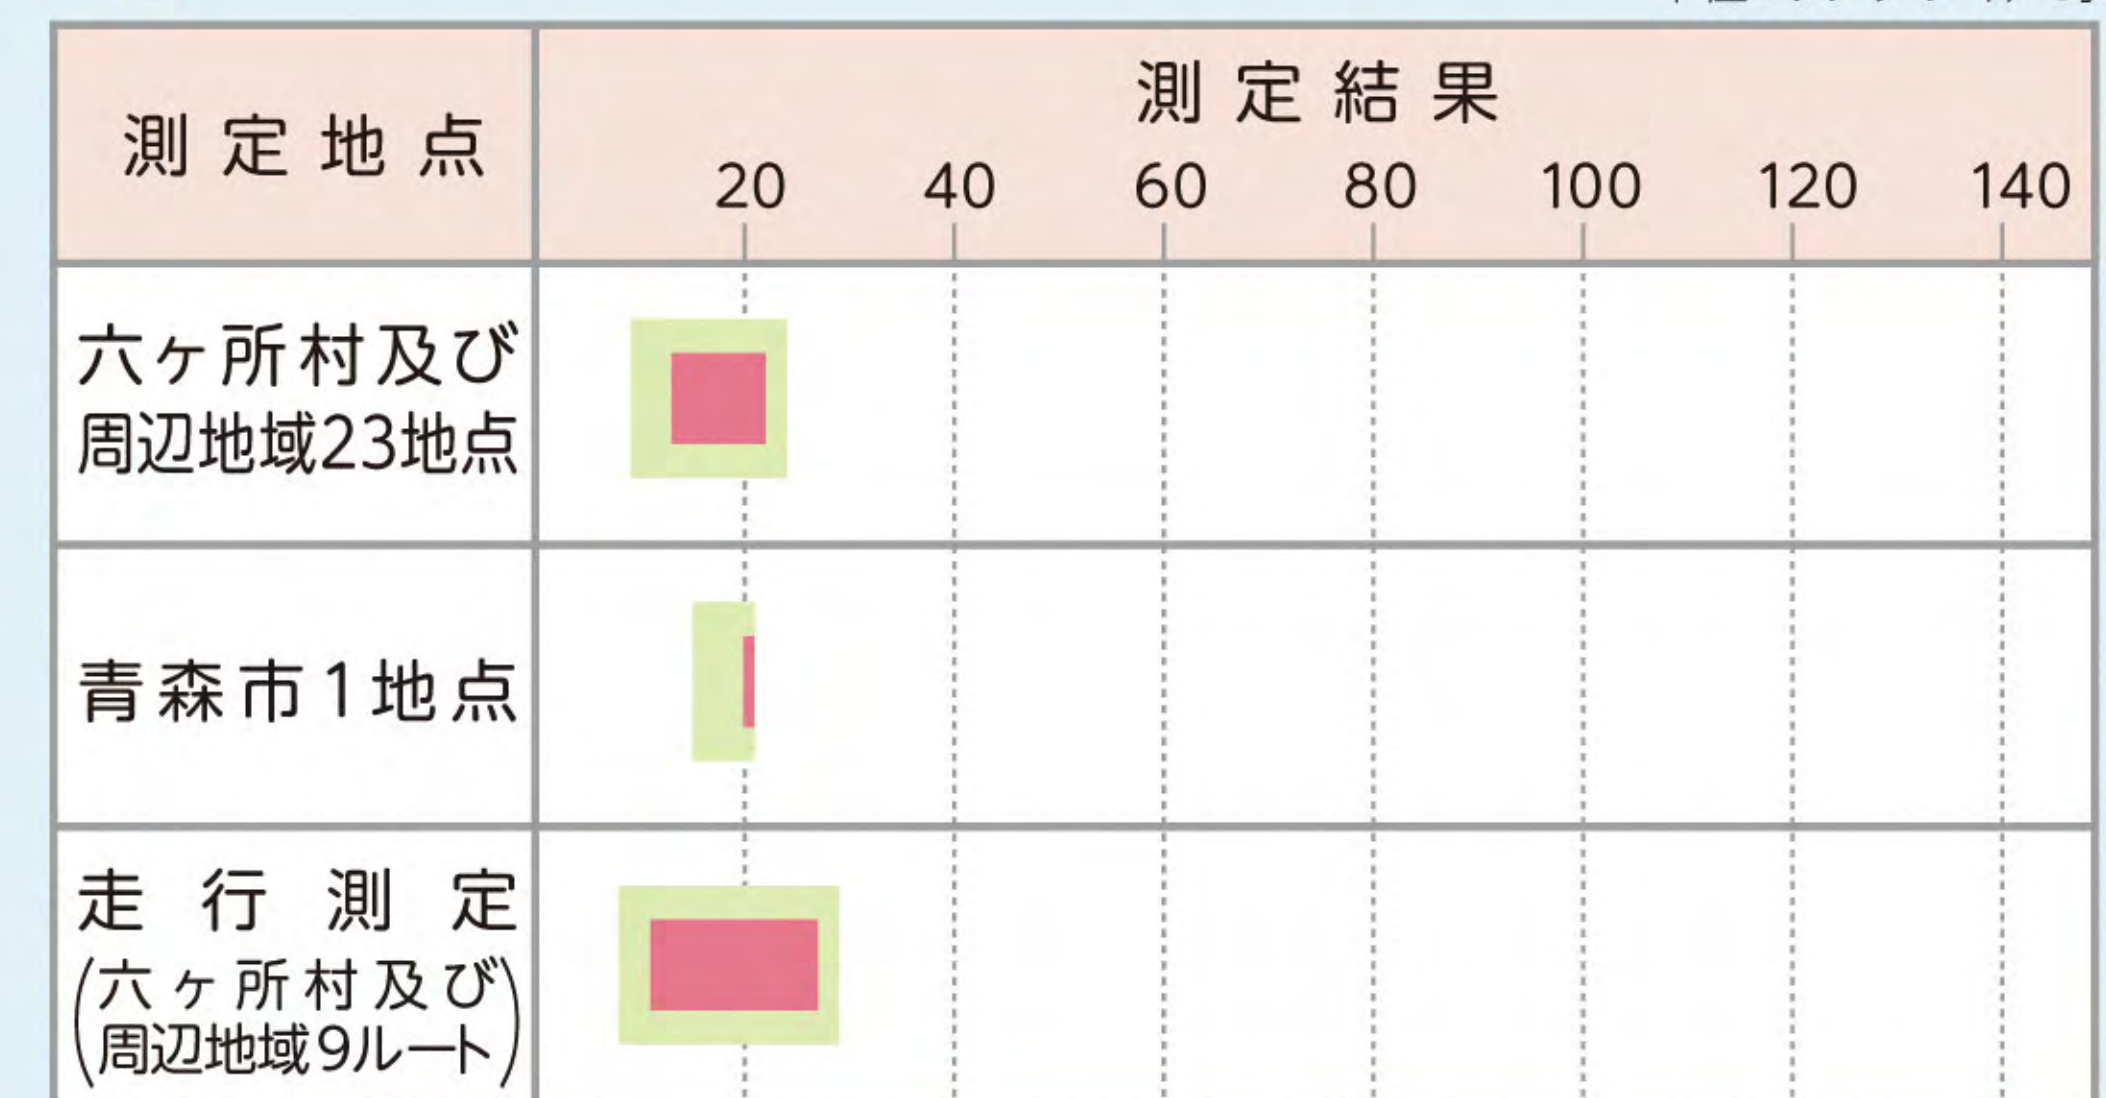 測定地点
測定結果
20 40 60 80 100 120 140
六ヶ所村及び
周辺地域23地点
青森市1地点
走行測定
(六ヶ所村及び
周辺地域9ルート)